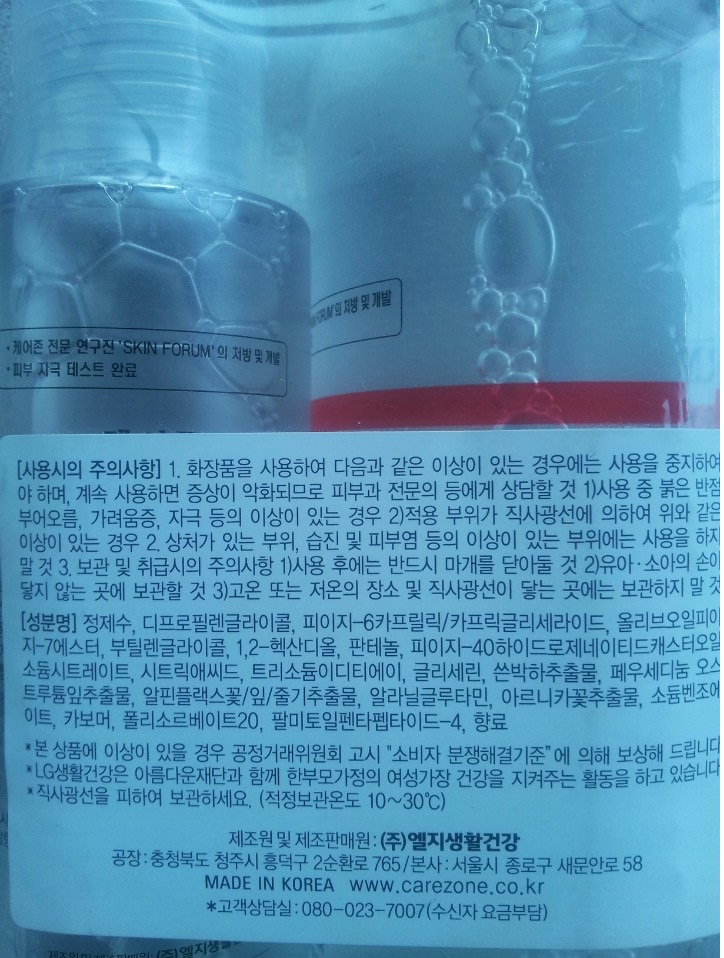 •케어존 전문 연구진 'SKIN FORUM'의 처방 및 개발
•피부 자극 테스트 완료
FORUM'의 처방 및 개발
[사용시의 주의사항] 1. 화장품을 사용하여 다음과 같은 이상이 있는 경우에는 사용을 중지하여
야 하며, 계속 사용하면 증상이 악화되므로 피부과 전문의 등에게 상담할 것 1)사용 중 붉은 반점
부어오름, 가려움증, 자극 등의 이상이 있는 경우 2)적용 부위가 직사광선에 의하여 위와 같은
이상이 있는 경우 2. 상처가 있는 부위, 습진 및 피부염 등의 이상이 있는 부위에는 사용을 하지
말 것 3. 보관 및 취급시의 주의사항 1)사용 후에는 반드시 마개를 닫아둘 것 2)유아·소아의 손이
닿지 않는 곳에 보관할 것 3)고온 또는 저온의 장소 및 직사광선이 닿는 곳에는 보관하지 말 것
[성분명] 정제수, 디프로필렌글라이콜, 피이지-6카프릴릭/카프릭글리세라이드, 올리브오일피이
지-7에스터, 부틸렌글라이콜, 1,2-헥산디올, 판테놀, 피이지-40하이드로제네이티드캐스터오일
소듐시트레이트, 시트릭애씨드, 트리소듐이디티에이, 글리세린, 쓴박하추출물, 페우세디눔 오스
트루튬잎추출물, 알핀플랙스꽃/잎/줄기추출물, 알라닐글루타민, 아르니카꽃추출물, 소듐벤조에
이트, 카보머, 폴리소르베이트20, 팔미토일펜타펩타이드-4, 향료
*본 상품에 이상이 있을 경우 공정거래위원회 고시 "소비자 분쟁해결기준"에 의해 보상해 드립니다
*LG생활건강은 아름다운재단과 함께 한부모가정의 여성가장 건강을 지켜주는 활동을 하고 있습니다
*직사광선을 피하여 보관하세요. (적정보관온도 10~30℃)
제조원 및 제조판매원 : (주)엘지생활건강
공장 : 충청북도 청주시 흥덕구 2순환로 765/본사 : 서울시 종로구 새문안로 58
MADE IN KOREA www.carezone.co.kr
*고객상담실 : 080-023-7007(수신자 요금부담)
제조원 및 제조판매원 : (주)엘지생활건